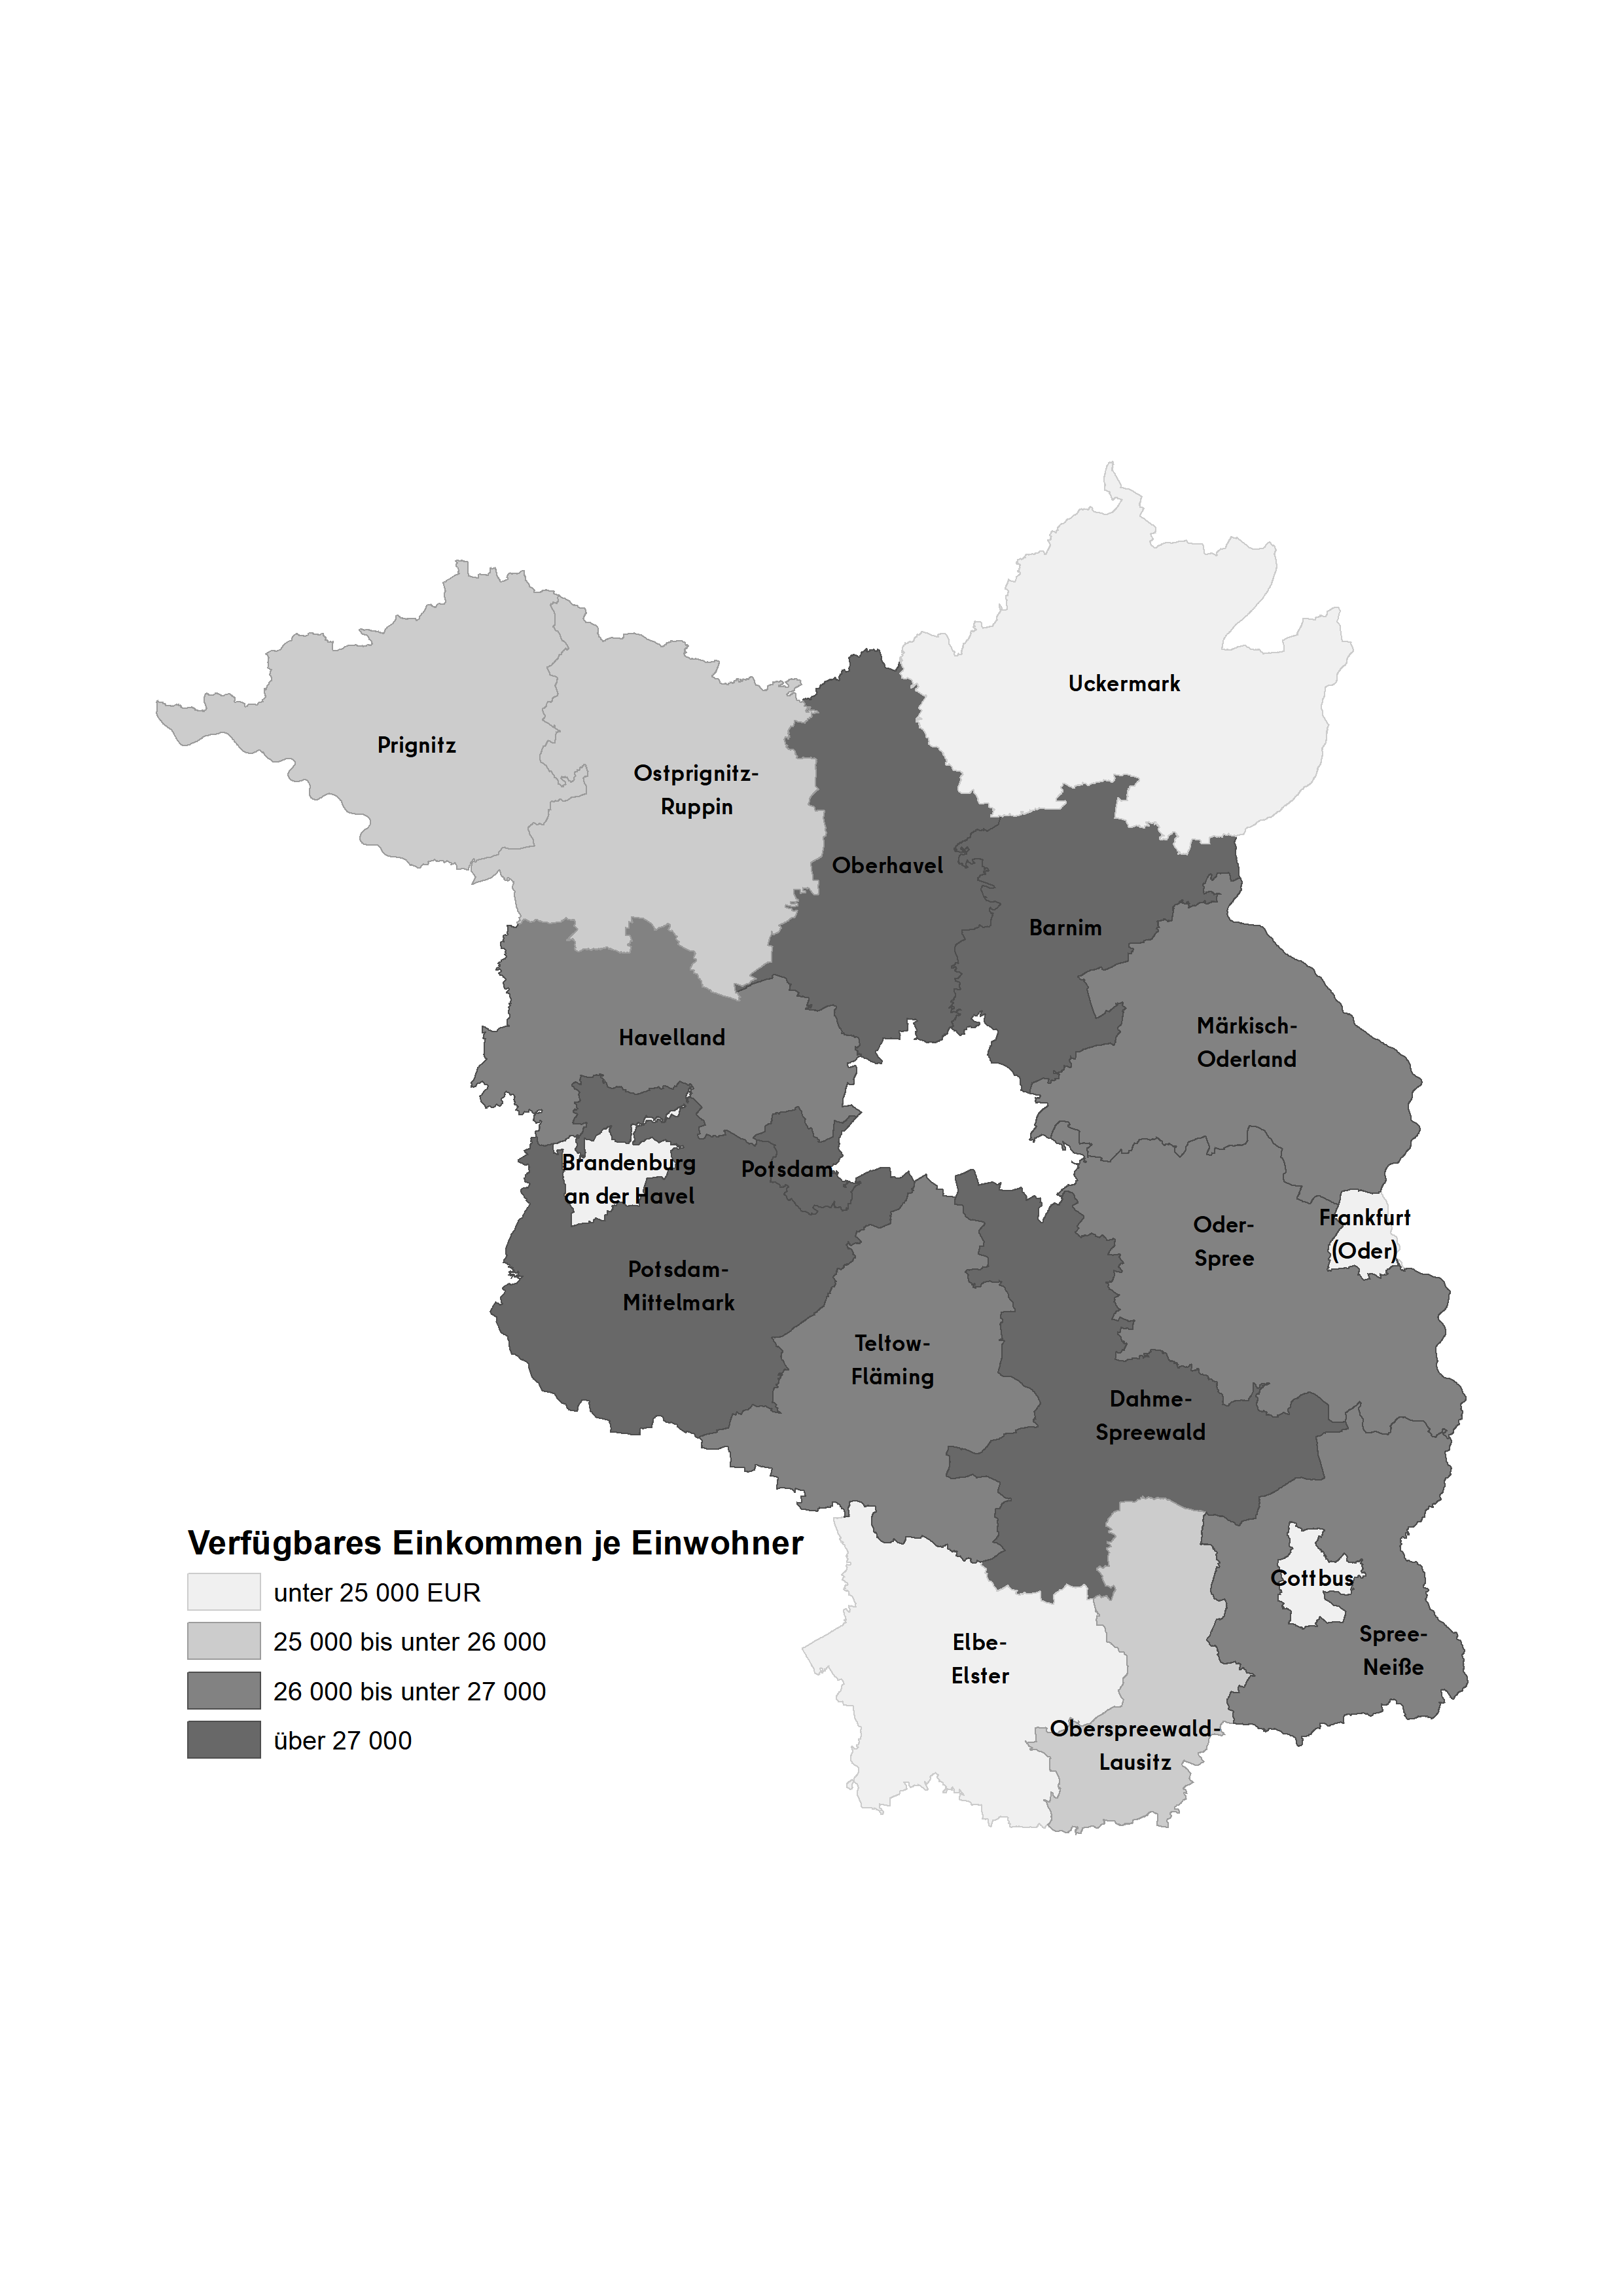 Uckermark
Prignitz
Ostprignitz-
Ruppin
Oberhavel
Barnim
Havelland
Märkisch-
Oderland
Brandenburg
an der Havel
Potsdam
Frankfurt
(Oder)
Oder-
Spree
Potsdam-
Mittelmark
Teltow-
Fläming
Dahme-
Spreewald
Cottbus
Spree-
Neiße
Elbe-
Elster
Oberspreewald-
Lausitz
Verfügbares Einkommen je Einwohner
unter 25 000 EUR
25 000 bis unter 26 000
26 000 bis unter 27 000
über 27 000